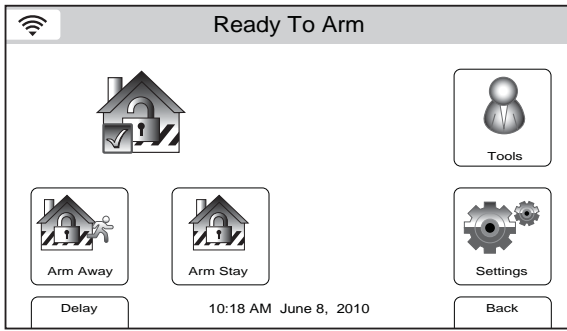 Ready To Arm
Tools
Arm Away
Arm Stay
Settings
Delay
10:18 AM June 8, 2010
Back